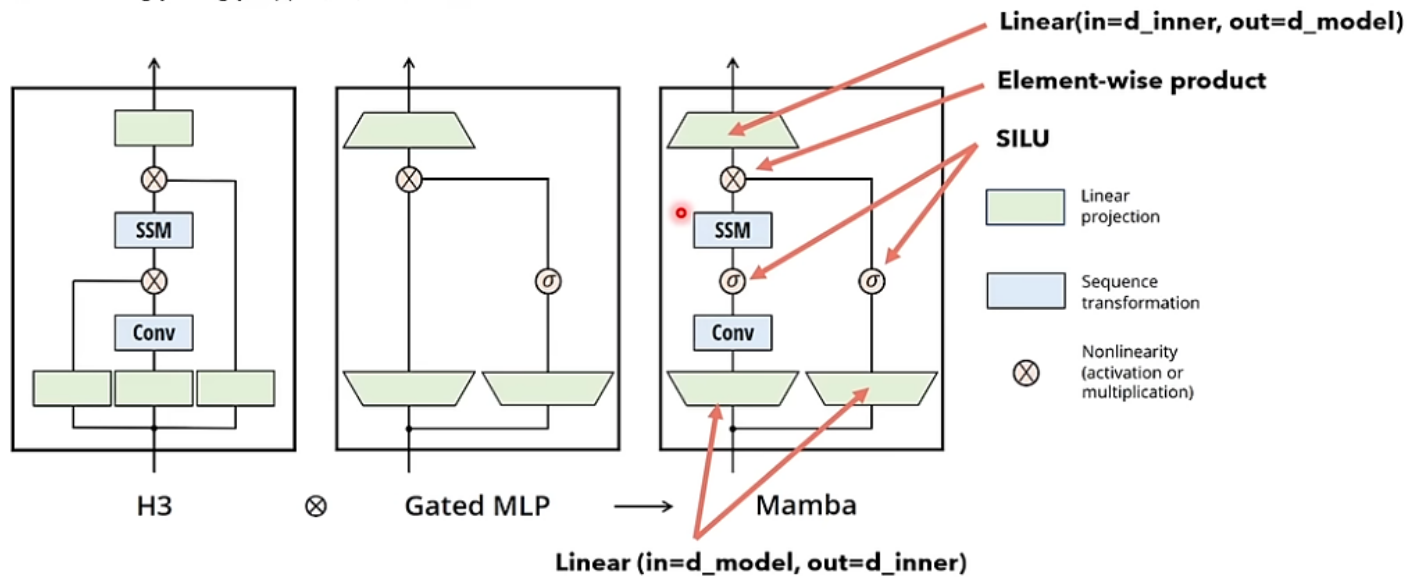 Linear(in=d_inner, out=d_model)
Element-wise product
SILU
SSM
Conv
σ
SSM
σ
σ
Conv
Linear
projection
Sequence
transformation
Nonlinearity
(activation or
multiplication)
H3 ⊗ Gated MLP → Mamba
Linear (in=d_model, out=d_inner)